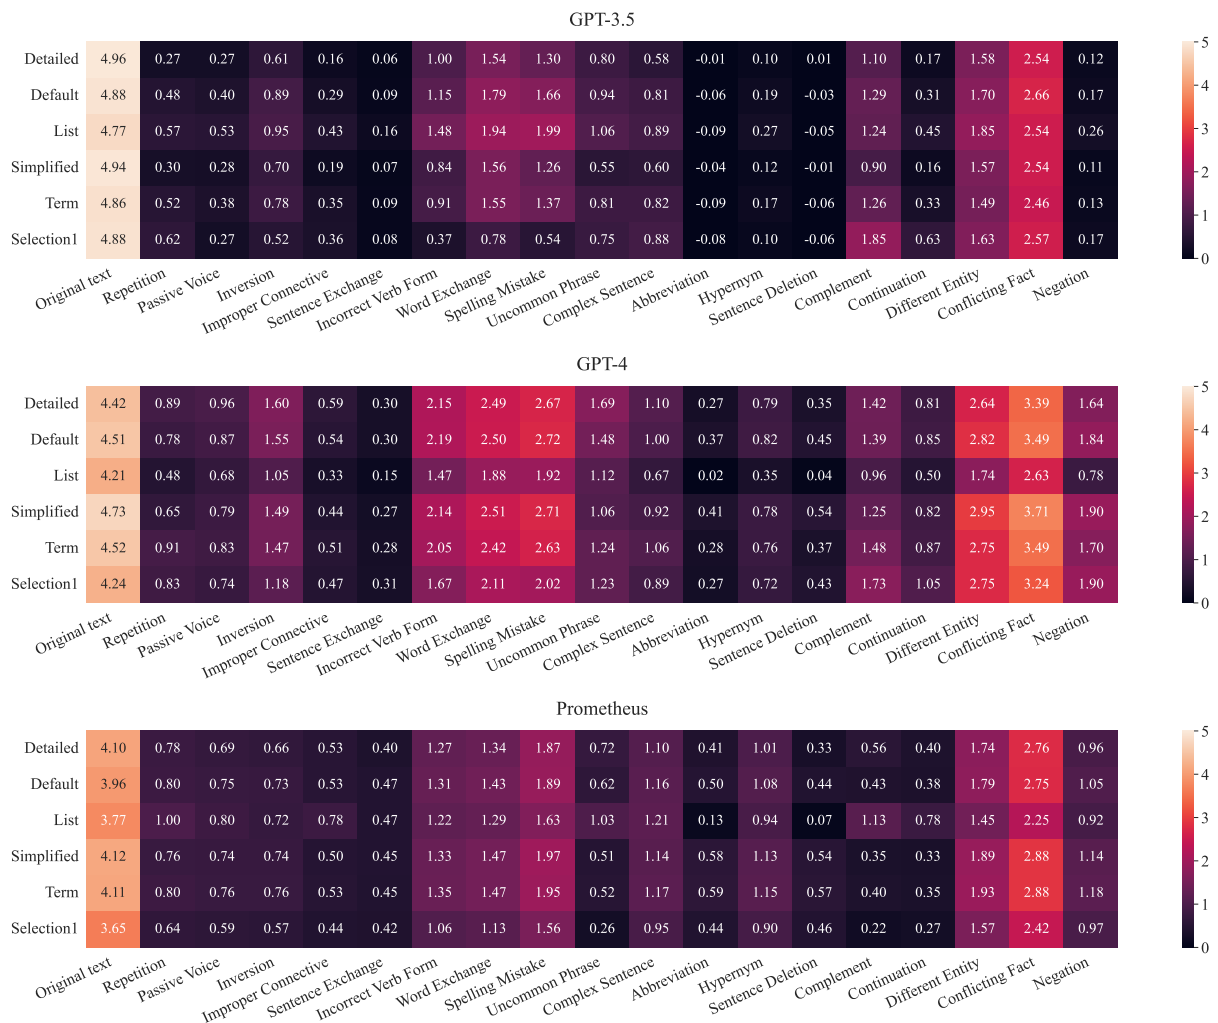 GPT-3.5
Detailed 4.96 0.27 0.27 0.61 0.16 0.06 1.00 1.54 1.30 0.80 0.58 -0.01 0.10 0.01 1.10 0.17 1.58 2.54 0.12
Default 4.88 0.48 0.40 0.89 0.29 0.09 1.15 1.79 1.66 0.94 0.81 -0.06 0.19 -0.03 1.29 0.31 1.70 2.66 0.17
List 4.77 0.57 0.53 0.95 0.43 0.16 1.48 1.94 1.99 1.06 0.89 -0.09 0.27 -0.05 1.24 0.45 1.85 2.54 0.26
Simplified 4.94 0.30 0.28 0.70 0.19 0.07 0.84 1.56 1.26 0.55 0.60 -0.04 0.12 -0.01 0.90 0.16 1.57 2.54 0.11
Term 4.86 0.52 0.38 0.78 0.35 0.09 0.91 1.55 1.37 0.81 0.82 -0.09 0.17 -0.06 1.26 0.33 1.49 2.46 0.13
Selection1 4.88 0.62 0.27 0.52 0.36 0.08 0.37 0.78 0.54 0.75 0.88 -0.08 0.10 -0.06 1.85 0.63 1.63 2.57 0.17
Original text Repetition Passive Voice Inversion Improper Connective Sentence Exchange Incorrect Verb Form Word Exchange Spelling Mistake Uncommon Phrase Complex Sentence Abbreviation Hypernym Sentence Deletion Complement Continuation Different Entity Conflicting Fact Negation
5
4
3
2
1
0
GPT-4
Detailed 4.42 0.89 0.96 1.60 0.59 0.30 2.15 2.49 2.67 1.69 1.10 0.27 0.79 0.35 1.42 0.81 2.64 3.39 1.64
Default 4.51 0.78 0.87 1.55 0.54 0.30 2.19 2.50 2.72 1.48 1.00 0.37 0.82 0.45 1.39 0.85 2.82 3.49 1.84
List 4.21 0.48 0.68 1.05 0.33 0.15 1.47 1.88 1.92 1.12 0.67 0.02 0.35 0.04 0.96 0.50 1.74 2.63 0.78
Simplified 4.73 0.65 0.79 1.49 0.44 0.27 2.14 2.51 2.71 1.06 0.92 0.41 0.78 0.54 1.25 0.82 2.95 3.71 1.90
Term 4.52 0.91 0.83 1.47 0.51 0.28 2.05 2.42 2.63 1.24 1.06 0.28 0.76 0.37 1.48 0.87 2.75 3.49 1.70
Selection1 4.24 0.83 0.74 1.18 0.47 0.31 1.67 2.11 2.02 1.23 0.89 0.27 0.72 0.43 1.73 1.05 2.75 3.24 1.90
Original text Repetition Passive Voice Inversion Improper Connective Sentence Exchange Incorrect Verb Form Word Exchange Spelling Mistake Uncommon Phrase Complex Sentence Abbreviation Hypernym Sentence Deletion Complement Continuation Different Entity Conflicting Fact Negation
5
4
3
2
1
0
Prometheus
Detailed 4.10 0.78 0.69 0.66 0.53 0.40 1.27 1.34 1.87 0.72 1.10 0.41 1.01 0.33 0.56 0.40 1.74 2.76 0.96
Default 3.96 0.80 0.75 0.73 0.53 0.47 1.31 1.43 1.89 0.62 1.16 0.50 1.08 0.44 0.43 0.38 1.79 2.75 1.05
List 3.77 1.00 0.80 0.72 0.78 0.47 1.22 1.29 1.63 1.03 1.21 0.13 0.94 0.07 1.13 0.78 1.45 2.25 0.92
Simplified 4.12 0.76 0.74 0.74 0.50 0.45 1.33 1.47 1.97 0.51 1.14 0.58 1.13 0.54 0.35 0.33 1.89 2.88 1.14
Term 4.11 0.80 0.76 0.76 0.53 0.45 1.35 1.47 1.95 0.52 1.17 0.59 1.15 0.57 0.40 0.35 1.93 2.88 1.18
Selection1 3.65 0.64 0.59 0.57 0.44 0.42 1.06 1.13 1.56 0.26 0.95 0.44 0.90 0.46 0.22 0.27 1.57 2.42 0.97
Original text Repetition Passive Voice Inversion Improper Connective Sentence Exchange Incorrect Verb Form Word Exchange Spelling Mistake Uncommon Phrase Complex Sentence Abbreviation Hypernym Sentence Deletion Complement Continuation Different Entity Conflicting Fact Negation
5
4
3
2
1
0